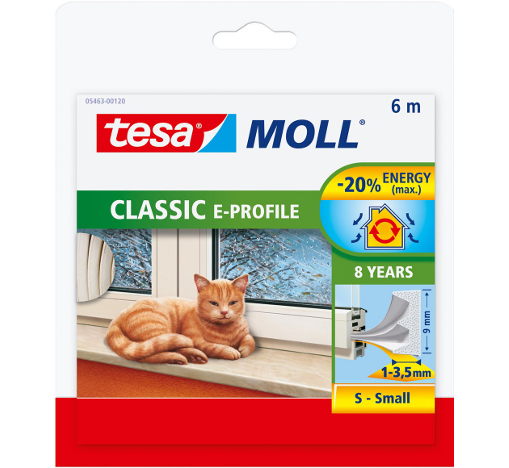 05463-00120
6 m
tesa® MOLL®
-20% ENERGY (max.)
CLASSIC E-PROFILE
8 YEARS
9 mm
1-3,5mm
S - Small